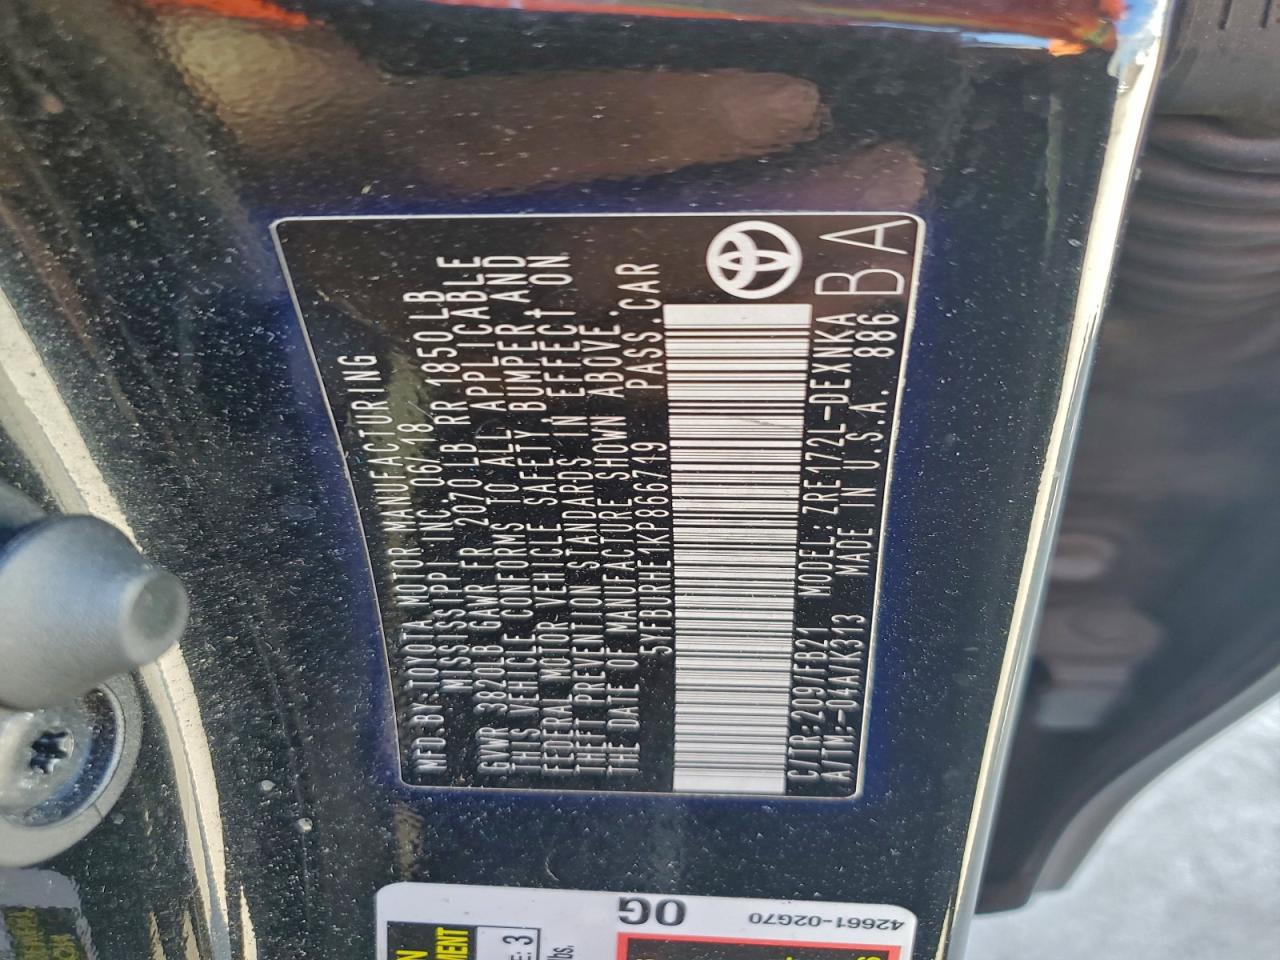 MFD.BY:TOYOTA MOTOR MANUFACTURING
MISSISSIPPI INC. 06/18
GVWR 3820LB GAWR FR 2070LB RR 1850LB
THIS VEHICLE CONFORMS TO ALL APPLICABLE
FEDERAL MOTOR VEHICLE SAFETY BUMPER AND
THEFT PREVENTION STANDARDS IN EFFECT ON
THE DATE OF MANUFACTURE SHOWN ABOVE.
5YFBURHE1KP866719 PASS.CAR
C/TR:209/FB21 MODEL:ZRE172L-DEXNKA
A/TM:-04A/K313 MADE IN U.S.A. 886
BA
42661-02G70
OG